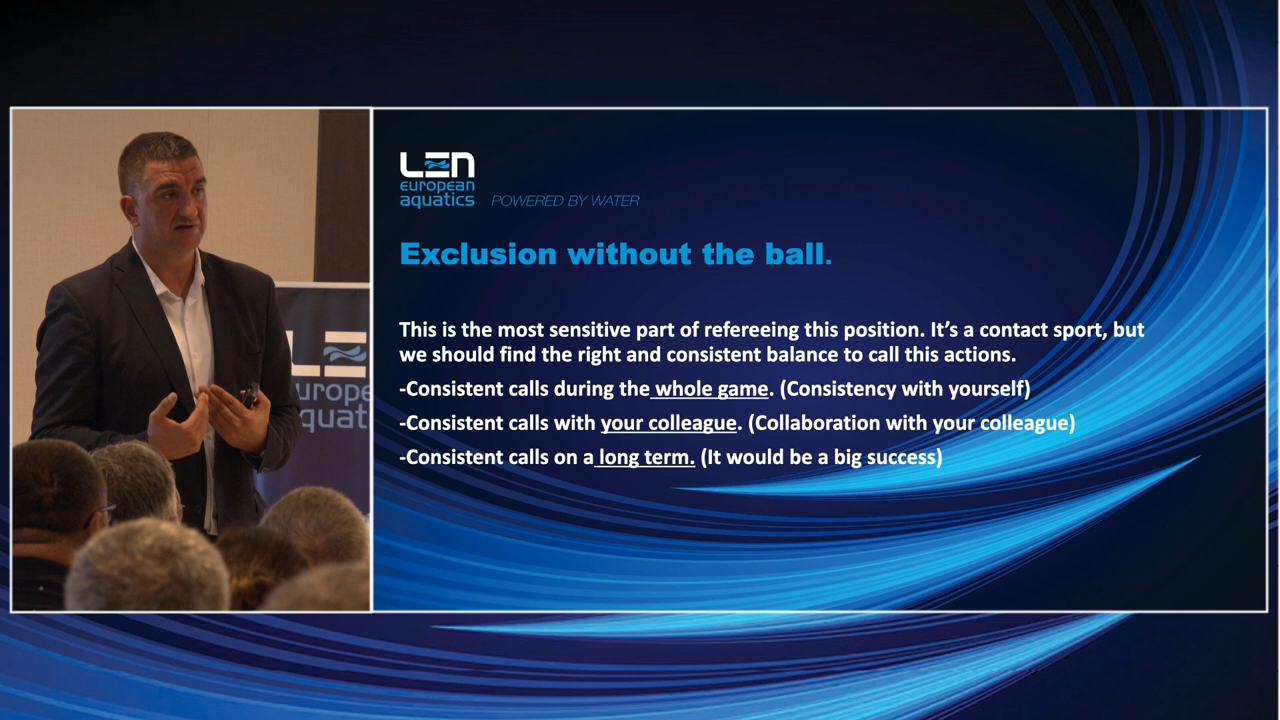 LEN
european
aquatics POWERED BY WATER
Exclusion without the ball.
This is the most sensitive part of refereeing this position. It’s a contact sport, but
we should find the right and consistent balance to call this actions.
-Consistent calls during the whole game. (Consistency with yourself)
-Consistent calls with your colleague. (Collaboration with your colleague)
-Consistent calls on a long term. (It would be a big success)
L
urope
quat